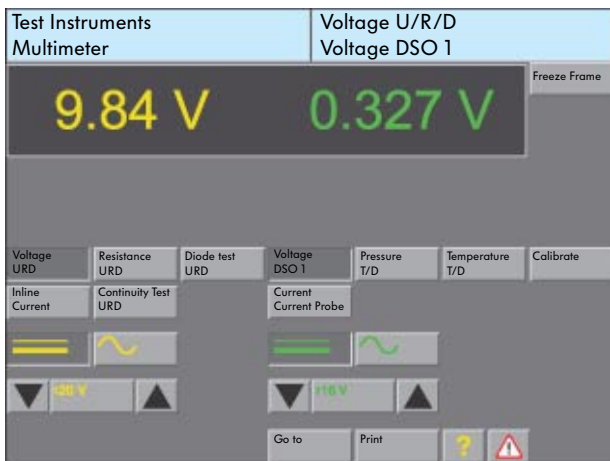 Test Instruments
Multimeter
Voltage U/R/D
Voltage DSO 1
Freeze Frame
9.84 V
0.327 V
Voltage
URD
Resistance
URD
Diode test
URD
Voltage
DSO 1
Pressure
T/D
Temperature
T/D
Calibrate
Inline
Current
Continuity Test
URD
Current
Current Probe
Go to
Print
?